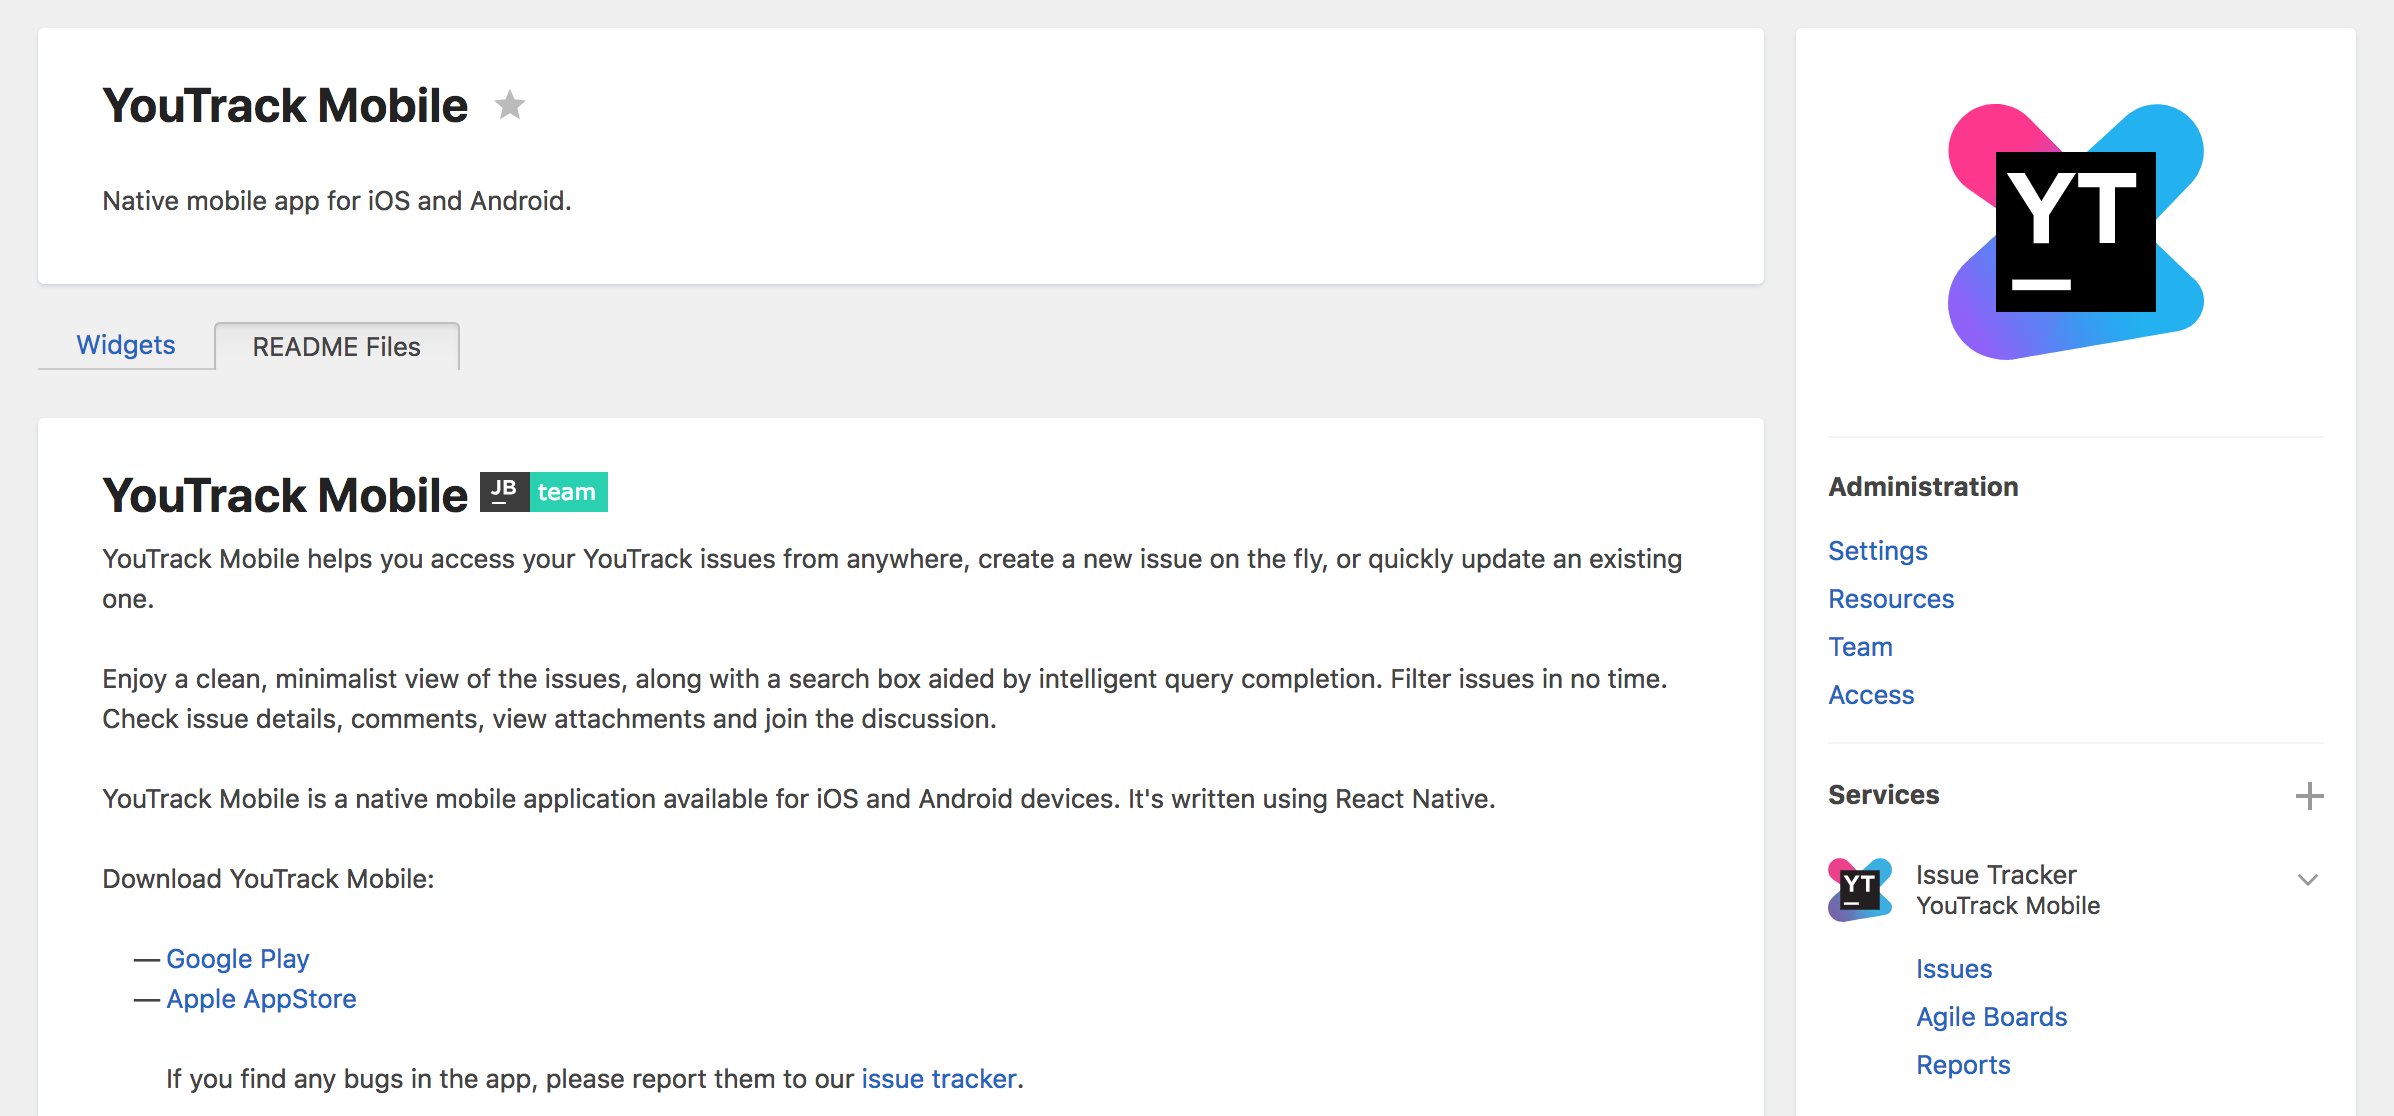 YouTrack Mobile
Native mobile app for iOS and Android.
Widgets
README Files
YouTrack Mobile JB team
YouTrack Mobile helps you access your YouTrack issues from anywhere, create a new issue on the fly, or quickly update an existing
one.
Enjoy a clean, minimalist view of the issues, along with a search box aided by intelligent query completion. Filter issues in no time.
Check issue details, comments, view attachments and join the discussion.
YouTrack Mobile is a native mobile application available for iOS and Android devices. It's written using React Native.
Download YouTrack Mobile:
— Google Play
— Apple AppStore
If you find any bugs in the app, please report them to our issue tracker.
YT
Administration
Settings
Resources
Team
Access
Services
YT
Issue Tracker
YouTrack Mobile
Issues
Agile Boards
Reports